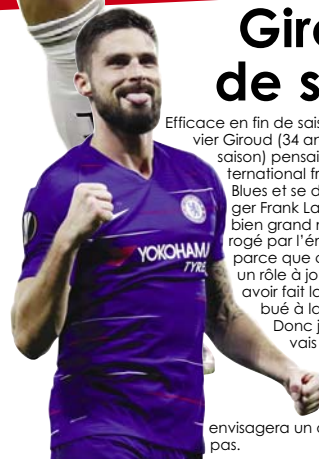 Giro
de s
Efficace en fin de sais
vier Giroud (34 an
saison) pensai
ternational fr
Blues et se d
ger Frank La
bien grand r
rogé par l'ér
parce que
un rôle à jo
avoir fait la
bué à la
Donc j
vais
envisagera un
pas.
YOKOHAMA
TYRES